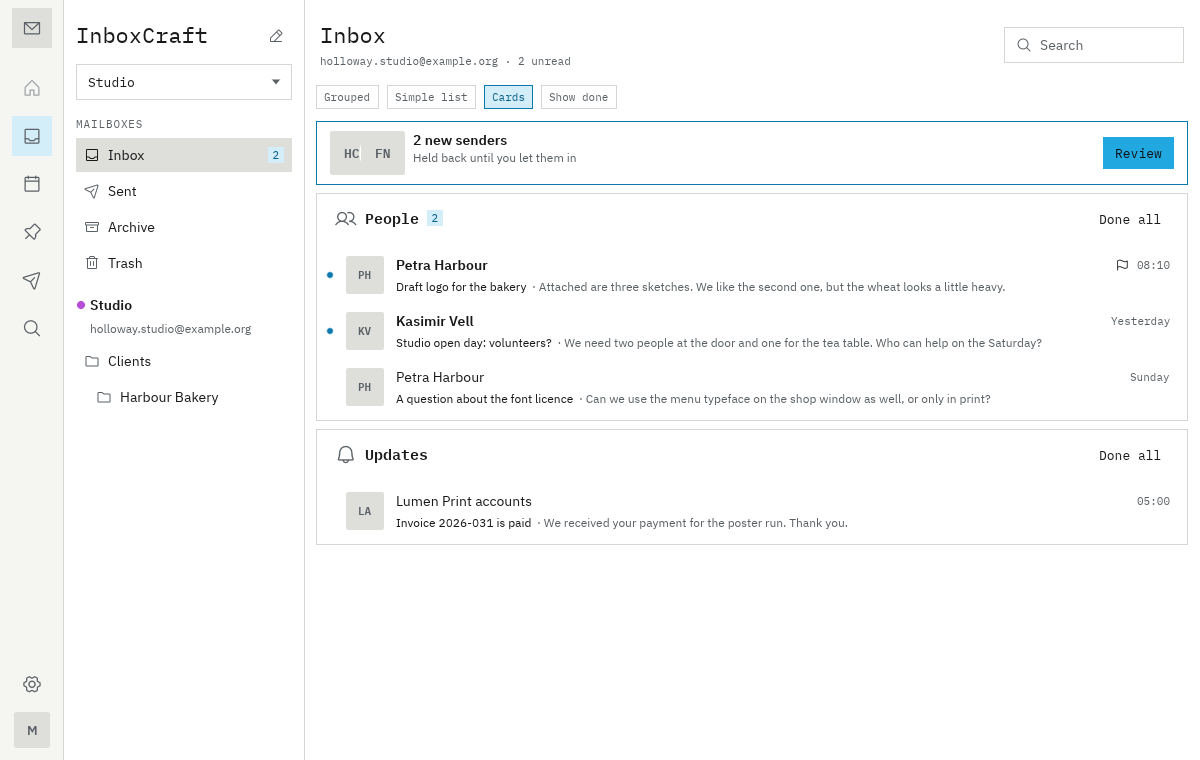 InboxCraft
Studio
MAILBOXES
Inbox 2
Sent
Archive
Trash
Studio
holloway.studio@example.org
Clients
Harbour Bakery
M
Inbox
holloway.studio@example.org · 2 unread
Search
Grouped Simple list Cards Show done
HC FN
2 new senders
Held back until you let them in
Review
People 2 Done all
PH
Petra Harbour 08:10
Draft logo for the bakery · Attached are three sketches. We like the second one, but the wheat looks a little heavy.
KV
Kasimir Vell Yesterday
Studio open day: volunteers? · We need two people at the door and one for the tea table. Who can help on the Saturday?
PH
Petra Harbour Sunday
A question about the font licence · Can we use the menu typeface on the shop window as well, or only in print?
Updates Done all
LA
Lumen Print accounts 05:00
Invoice 2026-031 is paid · We received your payment for the poster run. Thank you.